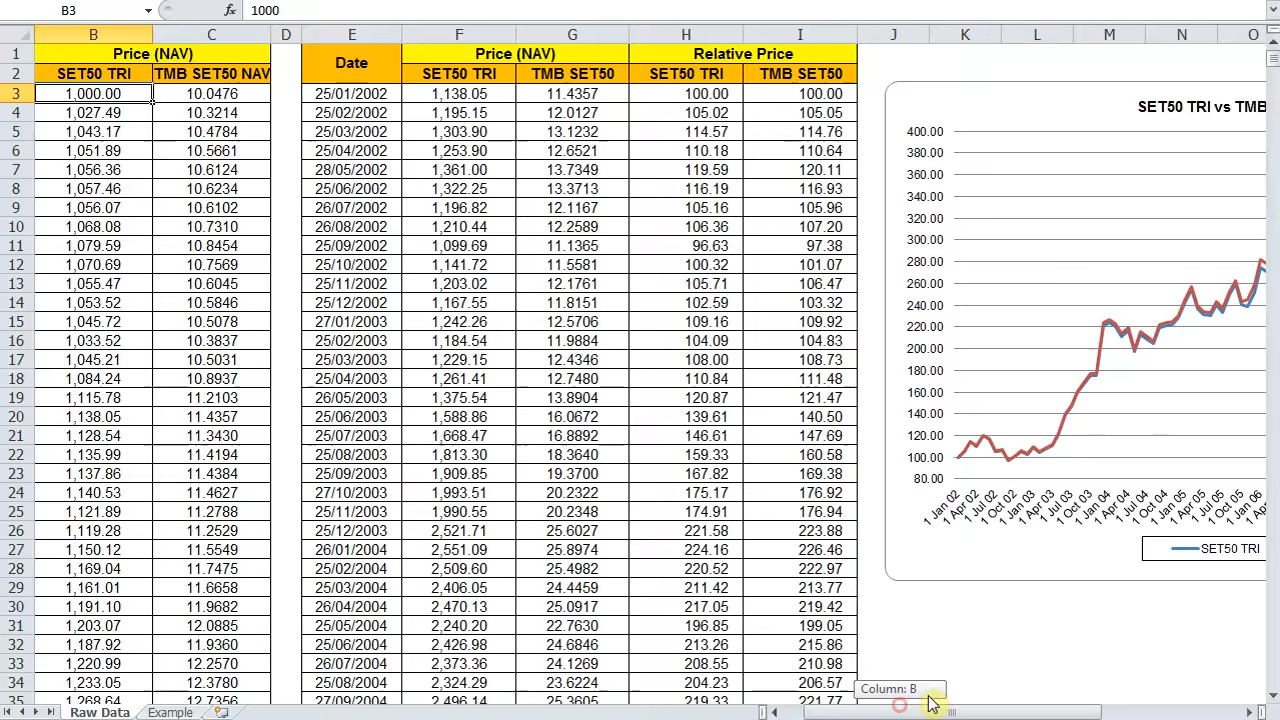 B3 fx 1000
B C D E F G H I J K L M N O
1 Price (NAV) Date Price (NAV) Relative Price
2 SET50 TRI TMB SET50 NAV SET50 TRI TMB SET50 SET50 TRI TMB SET50
3 1,000.00 10.0476 25/01/2002 1,138.05 11.4357 100.00 100.00
4 1,027.49 10.3214 25/02/2002 1,195.15 12.0127 105.02 105.05
5 1,043.17 10.4784 25/03/2002 1,303.90 13.1232 114.57 114.76
6 1,051.89 10.5661 25/04/2002 1,253.90 12.6521 110.18 110.64
7 1,056.36 10.6124 28/05/2002 1,361.00 13.7349 119.59 120.11
8 1,057.46 10.6234 25/06/2002 1,322.25 13.3713 116.19 116.93
9 1,056.07 10.6102 26/07/2002 1,196.82 12.1167 105.16 105.96
10 1,068.08 10.7310 26/08/2002 1,210.44 12.2589 106.36 107.20
11 1,079.59 10.8454 25/09/2002 1,099.69 11.1365 96.63 97.38
12 1,070.69 10.7569 25/10/2002 1,141.72 11.5581 100.32 101.07
13 1,055.47 10.6045 25/11/2002 1,203.02 12.1761 105.71 106.47
14 1,053.52 10.5846 25/12/2002 1,167.55 11.8151 102.59 103.32
15 1,045.72 10.5078 27/01/2003 1,242.26 12.5706 109.16 109.92
16 1,033.52 10.3837 25/02/2003 1,184.54 11.9884 104.09 104.83
17 1,045.21 10.5031 25/03/2003 1,229.15 12.4346 108.00 108.73
18 1,084.24 10.8937 25/04/2003 1,261.41 12.7480 110.84 111.48
19 1,115.78 11.2103 26/05/2003 1,375.54 13.8904 120.87 121.47
20 1,138.05 11.4357 25/06/2003 1,588.86 16.0672 139.61 140.50
21 1,128.54 11.3430 25/07/2003 1,668.47 16.8892 146.61 147.69
22 1,135.99 11.4194 25/08/2003 1,813.30 18.3640 159.33 160.58
23 1,137.86 11.4384 25/09/2003 1,909.85 19.3700 167.82 169.38
24 1,140.53 11.4627 27/10/2003 1,993.51 20.2322 175.17 176.92
25 1,121.89 11.2788 25/11/2003 1,990.55 20.2348 174.91 176.94
26 1,119.28 11.2529 25/12/2003 2,521.71 25.6027 221.58 223.88
27 1,150.12 11.5549 26/01/2004 2,551.09 25.8974 224.16 226.46
28 1,169.04 11.7475 25/02/2004 2,509.60 25.4982 220.52 222.97
29 1,161.01 11.6658 25/03/2004 2,406.05 24.4459 211.42 213.77
30 1,191.10 11.9682 26/04/2004 2,470.13 25.0917 217.05 219.42
31 1,203.07 12.0885 25/05/2004 2,240.20 22.7630 196.85 199.05
32 1,187.92 11.9360 25/06/2004 2,426.98 24.6846 213.26 215.86
33 1,220.99 12.2570 26/07/2004 2,373.36 24.1269 208.55 210.98
34 1,233.05 12.3780 25/08/2004 2,324.29 23.6224 204.23 206.57
35 1,268.64 12.7356 27/09/2004 2,496.14 25.3605 219.33 221.77
SET50 TRI vs TMB
400.00
380.00
360.00
340.00
320.00
300.00
280.00
260.00
240.00
220.00
200.00
180.00
160.00
140.00
120.00
100.00
80.00
1 Jan 02 1 Apr 02 1 Jul 02 1 Oct 02 1 Jan 03 1 Apr 03 1 Jul 03 1 Oct 03 1 Jan 04 1 Apr 04 1 Jul 04 1 Oct 04 1 Jan 05 1 Apr 05 1 Jul 05 1 Oct 05 1 Jan 06
SET50 TRI
Column: B
Raw Data Example